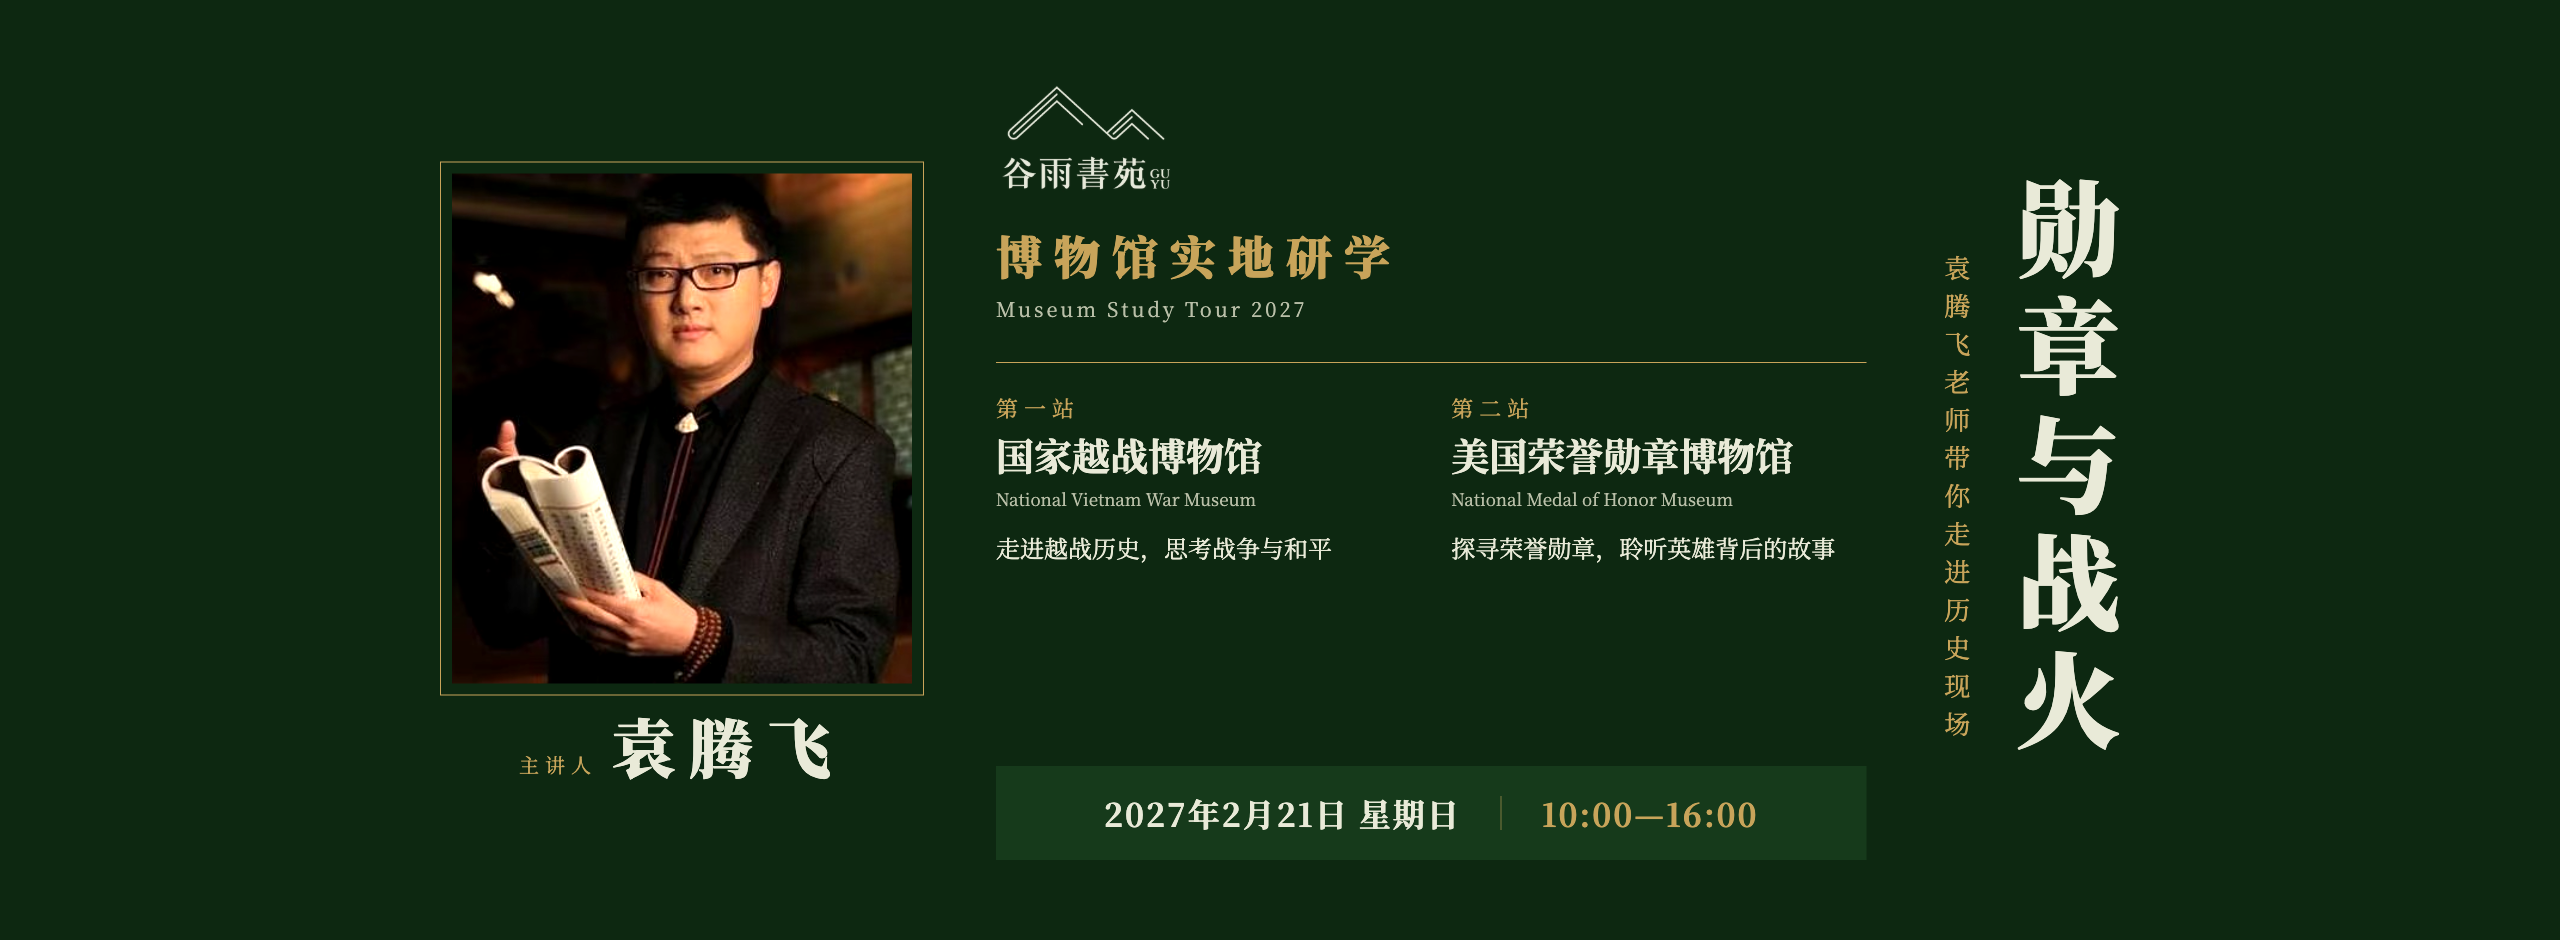 谷雨書苑 GU YU
博物馆实地研学
Museum Study Tour 2027
第一站
国家越战博物馆
National Vietnam War Museum
走进越战历史，思考战争与和平
第二站
美国荣誉勋章博物馆
National Medal of Honor Museum
探寻荣誉勋章，聆听英雄背后的故事
2027年2月21日 星期日
10:00—16:00
主讲人 袁腾飞
勋章与战火
袁腾飞老师带你走进历史现场